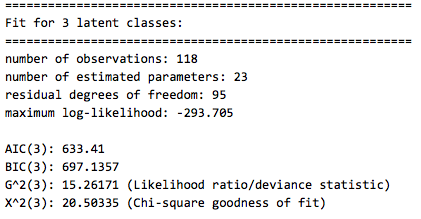 =========================================================
Fit for 3 latent classes:
=========================================================
number of observations: 118
number of estimated parameters: 23
residual degrees of freedom: 95
maximum log-likelihood: -293.705
AIC(3): 633.41
BIC(3): 697.1357
G^2(3): 15.26171 (Likelihood ratio/deviance statistic)
X^2(3): 20.50335 (Chi-square goodness of fit)